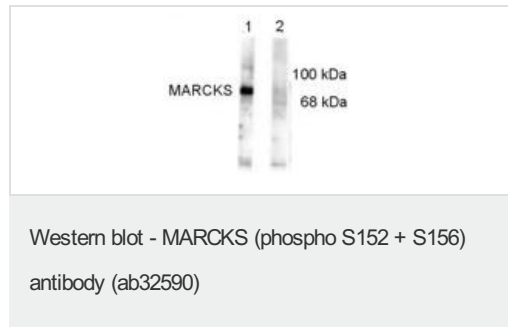 1 2
100 kDa
MARCKS
68 kDa
Western blot - MARCKS (phospho S152 + S156)
antibody (ab32590)